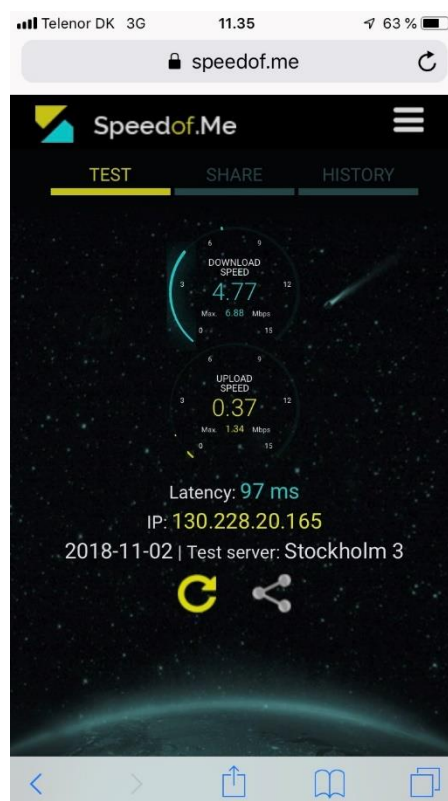 Telenor DK 3G 11.35 63 %
speedof.me
SpeedOf.Me
TEST SHARE HISTORY
6 9
DOWNLOAD
SPEED
3 4.77 12
Max. 6.88 Mbps
0 15
6 9
UPLOAD
SPEED
3 0.37 12
Max. 1.34 Mbps
0 15
Latency: 97 ms
IP: 130.228.20.165
2018-11-02 | Test server: Stockholm 3